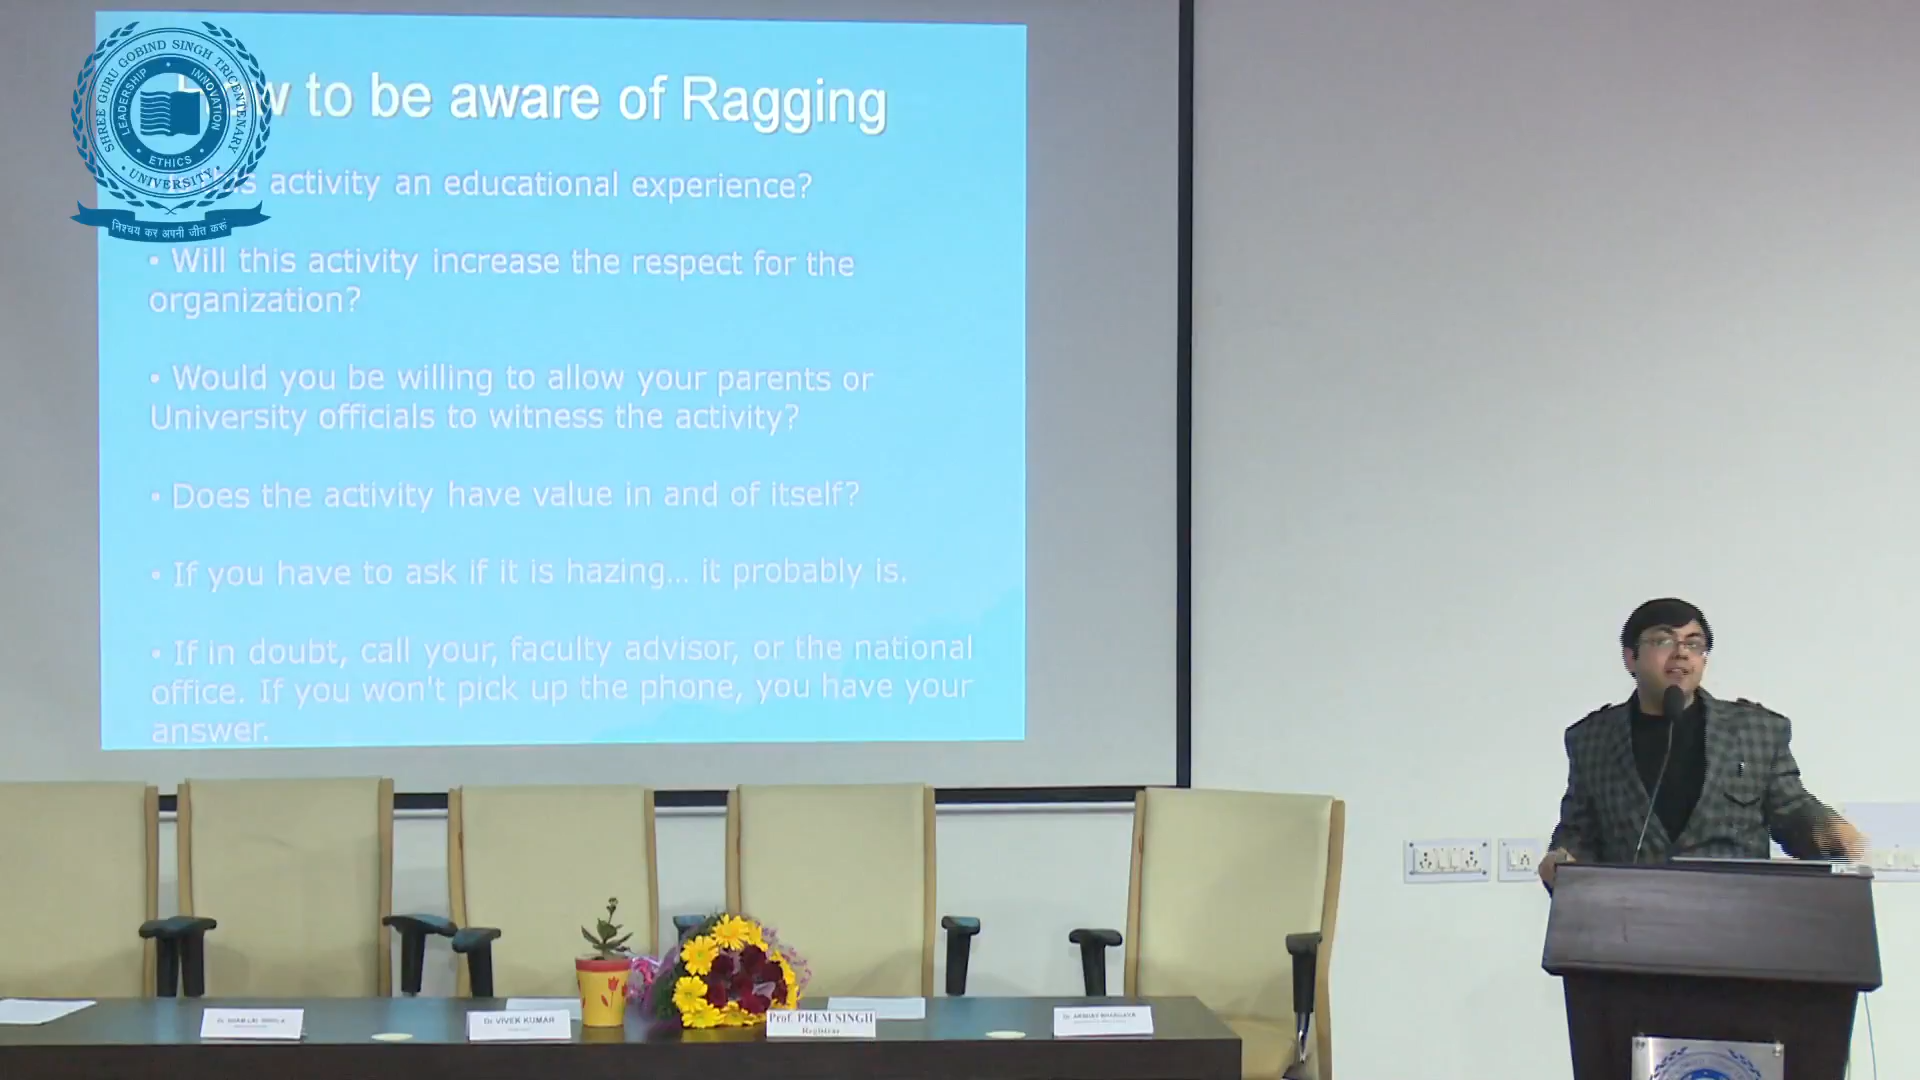 SHREE GURU GOBIND SINGH TRICENTENARY
UNIVERSITY
LEADERSHIP
INNOVATION
ETHICS
निश्चय कर अपनी जीत करूं
to be aware of Ragging
activity an educational experience?
• Will this activity increase the respect for the
organization?
• Would you be willing to allow your parents or
University officials to witness the activity?
• Does the activity have value in and of itself?
• If you have to ask if it is hazing... it probably is.
• If in doubt, call your, faculty advisor, or the national
office. If you won't pick up the phone, you have your
answer.
Dr. VIVEK KUMAR
Prof. PREM SINGH
Registrar